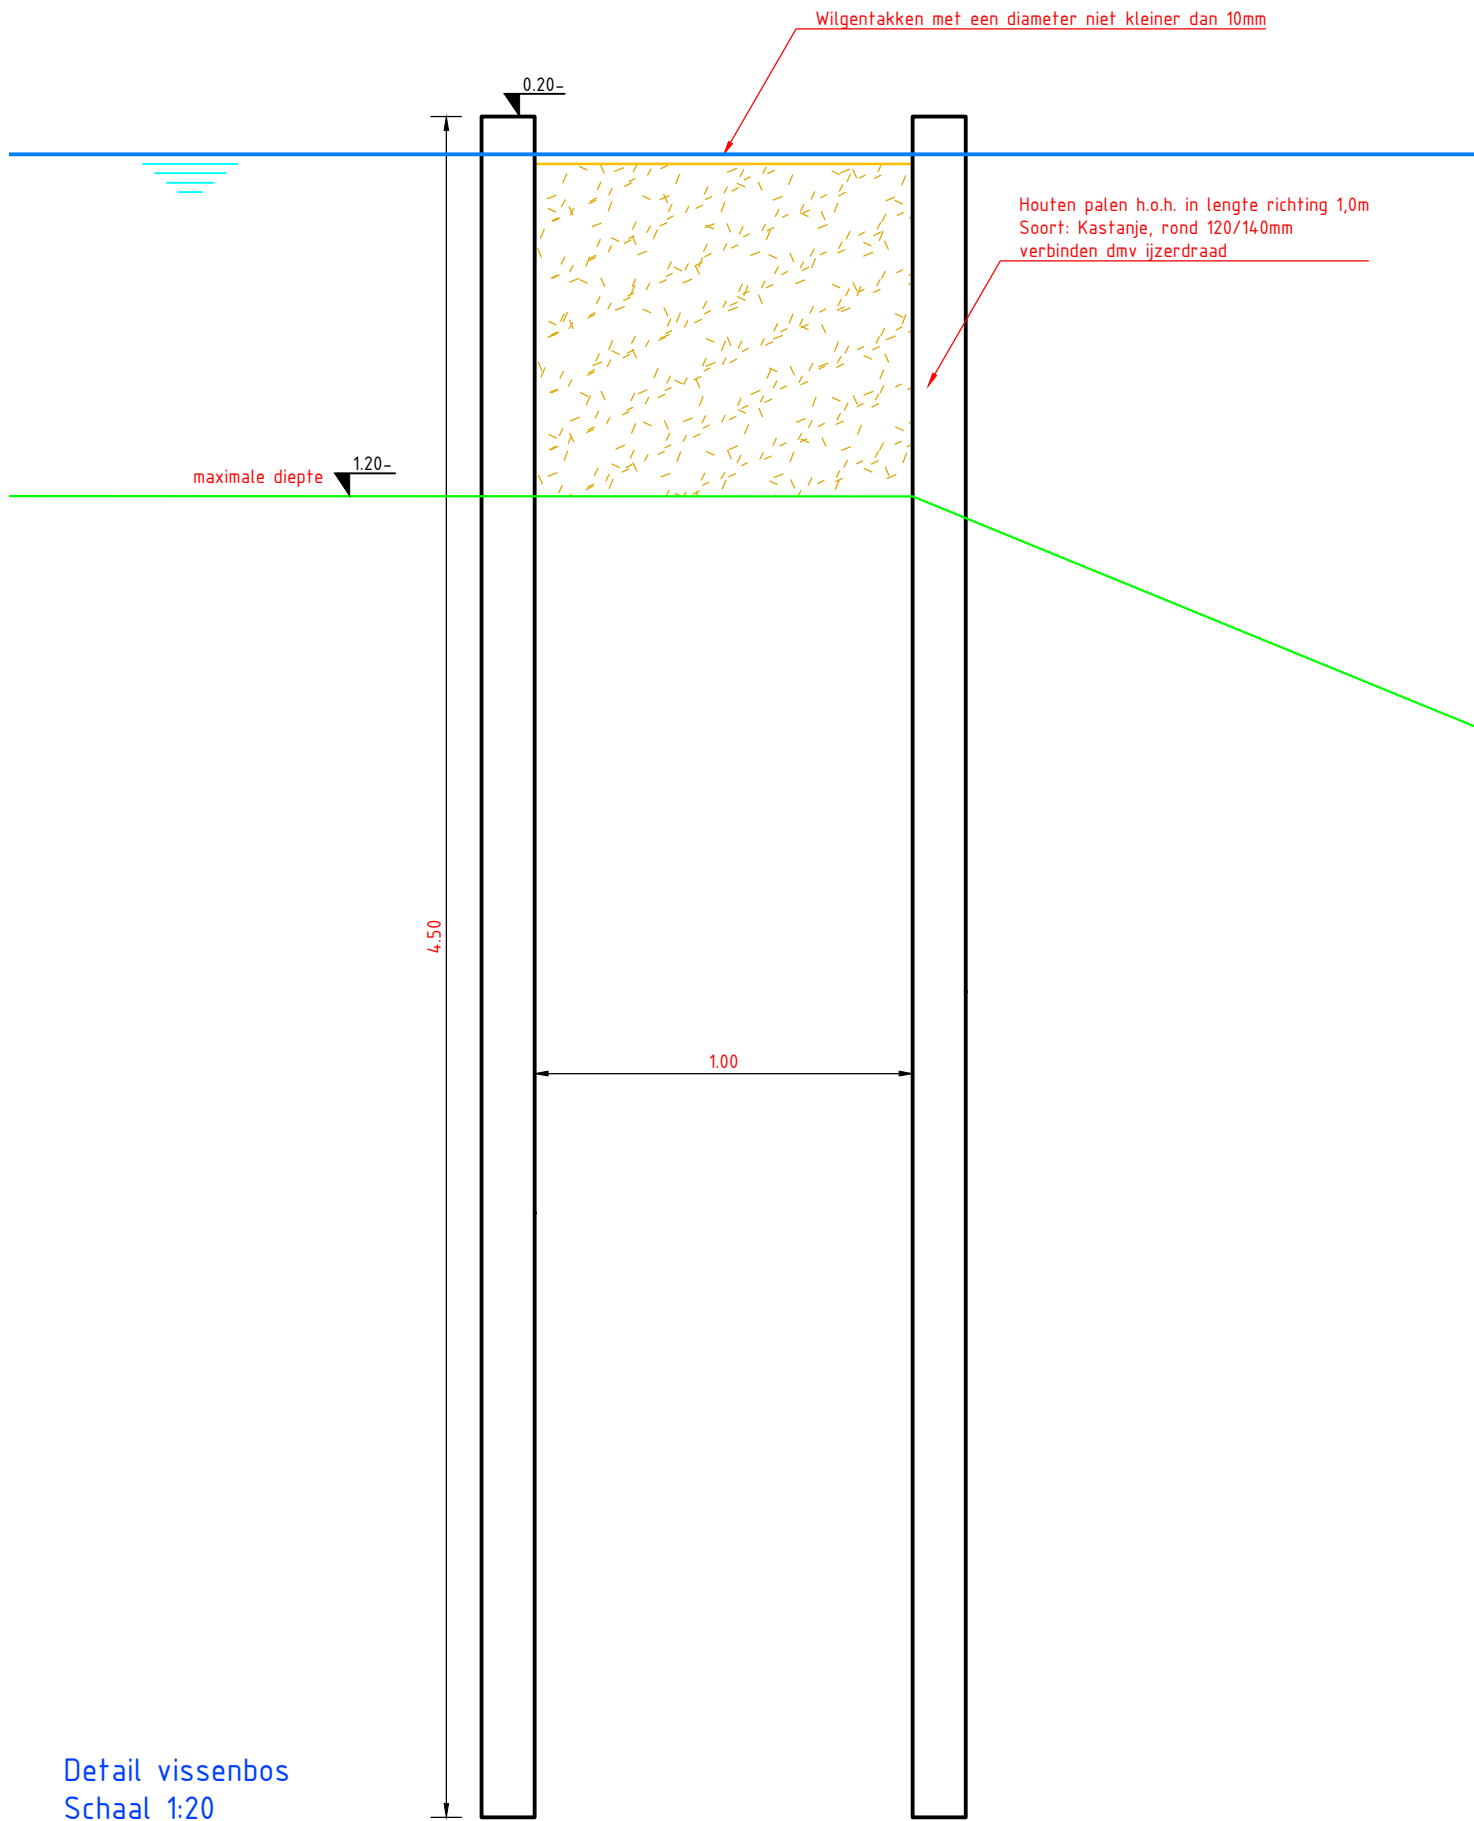 Wilgentakken met een diameter niet kleiner dan 10mm
0.20-
Houten palen h.o.h. in lengte richting 1,0m
Soort: Kastanje, rond 120/140mm
verbinden dmv ijzerdraad
maximale diepte
1.20-
4.50
1.00
Detail vissenbos
Schaal 1:20